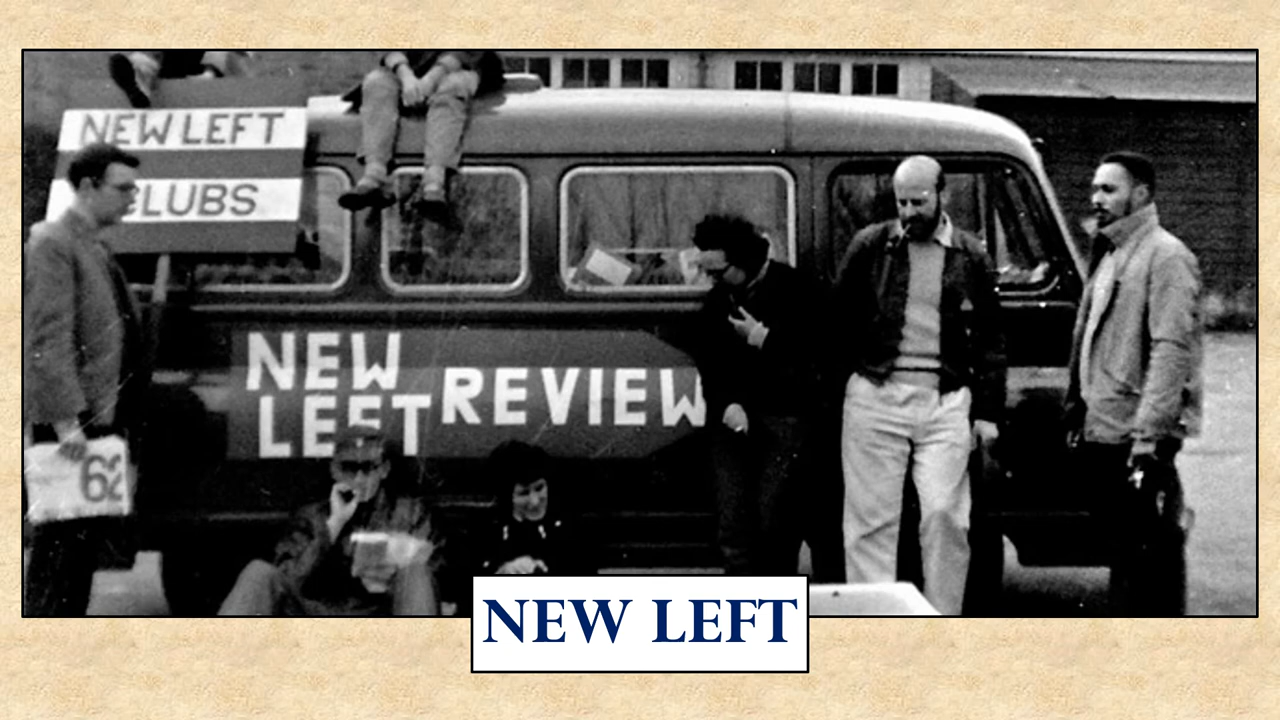 NEW LEFT
CLUBS
NEW
LEFT
REVIEW
62
NEW LEFT